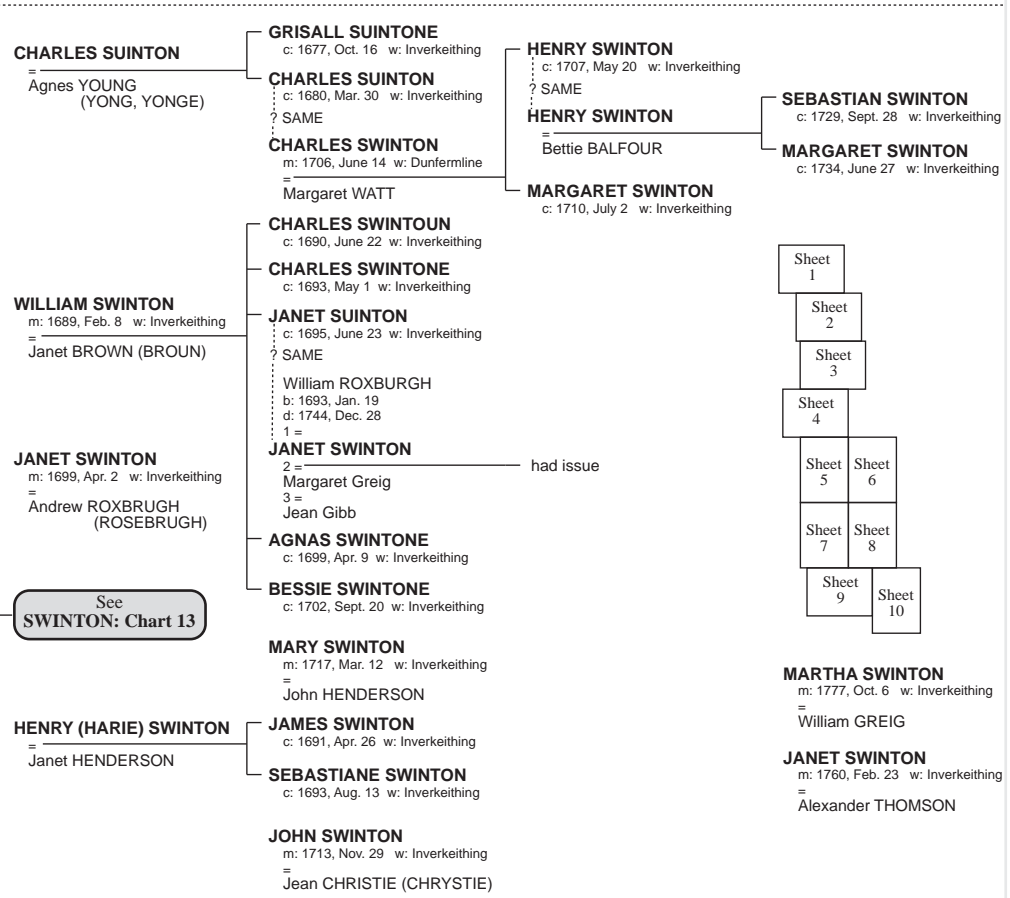 CHARLES SUINTON
=
Agnes YOUNG
(YONG, YONGE)
GRISALL SUINTONE
c: 1677, Oct. 16 w: Inverkeithing
CHARLES SUINTON
c: 1680, Mar. 30 w: Inverkeithing
? SAME
CHARLES SWINTON
m: 1706, June 14 w: Dunfermline
=
Margaret WATT
HENRY SWINTON
c: 1707, May 20 w: Inverkeithing
? SAME
HENRY SWINTON
=
Bettie BALFOUR
MARGARET SWINTON
c: 1710, July 2 w: Inverkeithing
SEBASTIAN SWINTON
c: 1729, Sept. 28 w: Inverkeithing
MARGARET SWINTON
c: 1734, June 27 w: Inverkeithing
WILLIAM SWINTON
m: 1689, Feb. 8 w: Inverkeithing
=
Janet BROWN (BROUN)
CHARLES SWINTOUN
c: 1690, June 22 w: Inverkeithing
CHARLES SWINTONE
c: 1693, May 1 w: Inverkeithing
JANET SUINTON
c: 1695, June 23 w: Inverkeithing
? SAME
William ROXBURGH
b: 1693, Jan. 19
d: 1744, Dec. 28
1 =
JANET SWINTON
2 =
had issue
Margaret Greig
3 =
Jean Gibb
AGNAS SWINTONE
c: 1699, Apr. 9 w: Inverkeithing
BESSIE SWINTONE
c: 1702, Sept. 20 w: Inverkeithing
JANET SWINTON
m: 1699, Apr. 2 w: Inverkeithing
=
Andrew ROXBRUGH
(ROSEBRUGH)
See
SWINTON: Chart 13
MARY SWINTON
m: 1717, Mar. 12 w: Inverkeithing
=
John HENDERSON
HENRY (HARIE) SWINTON
=
Janet HENDERSON
JAMES SWINTON
c: 1691, Apr. 26 w: Inverkeithing
SEBASTIANE SWINTON
c: 1693, Aug. 13 w: Inverkeithing
JOHN SWINTON
m: 1713, Nov. 29 w: Inverkeithing
=
Jean CHRISTIE (CHRYSTIE)
Sheet
1
Sheet
2
Sheet
3
Sheet
4
Sheet
5
Sheet
6
Sheet
7
Sheet
8
Sheet
9
Sheet
10
MARTHA SWINTON
m: 1777, Oct. 6 w: Inverkeithing
=
William GREIG
JANET SWINTON
m: 1760, Feb. 23 w: Inverkeithing
=
Alexander THOMSON